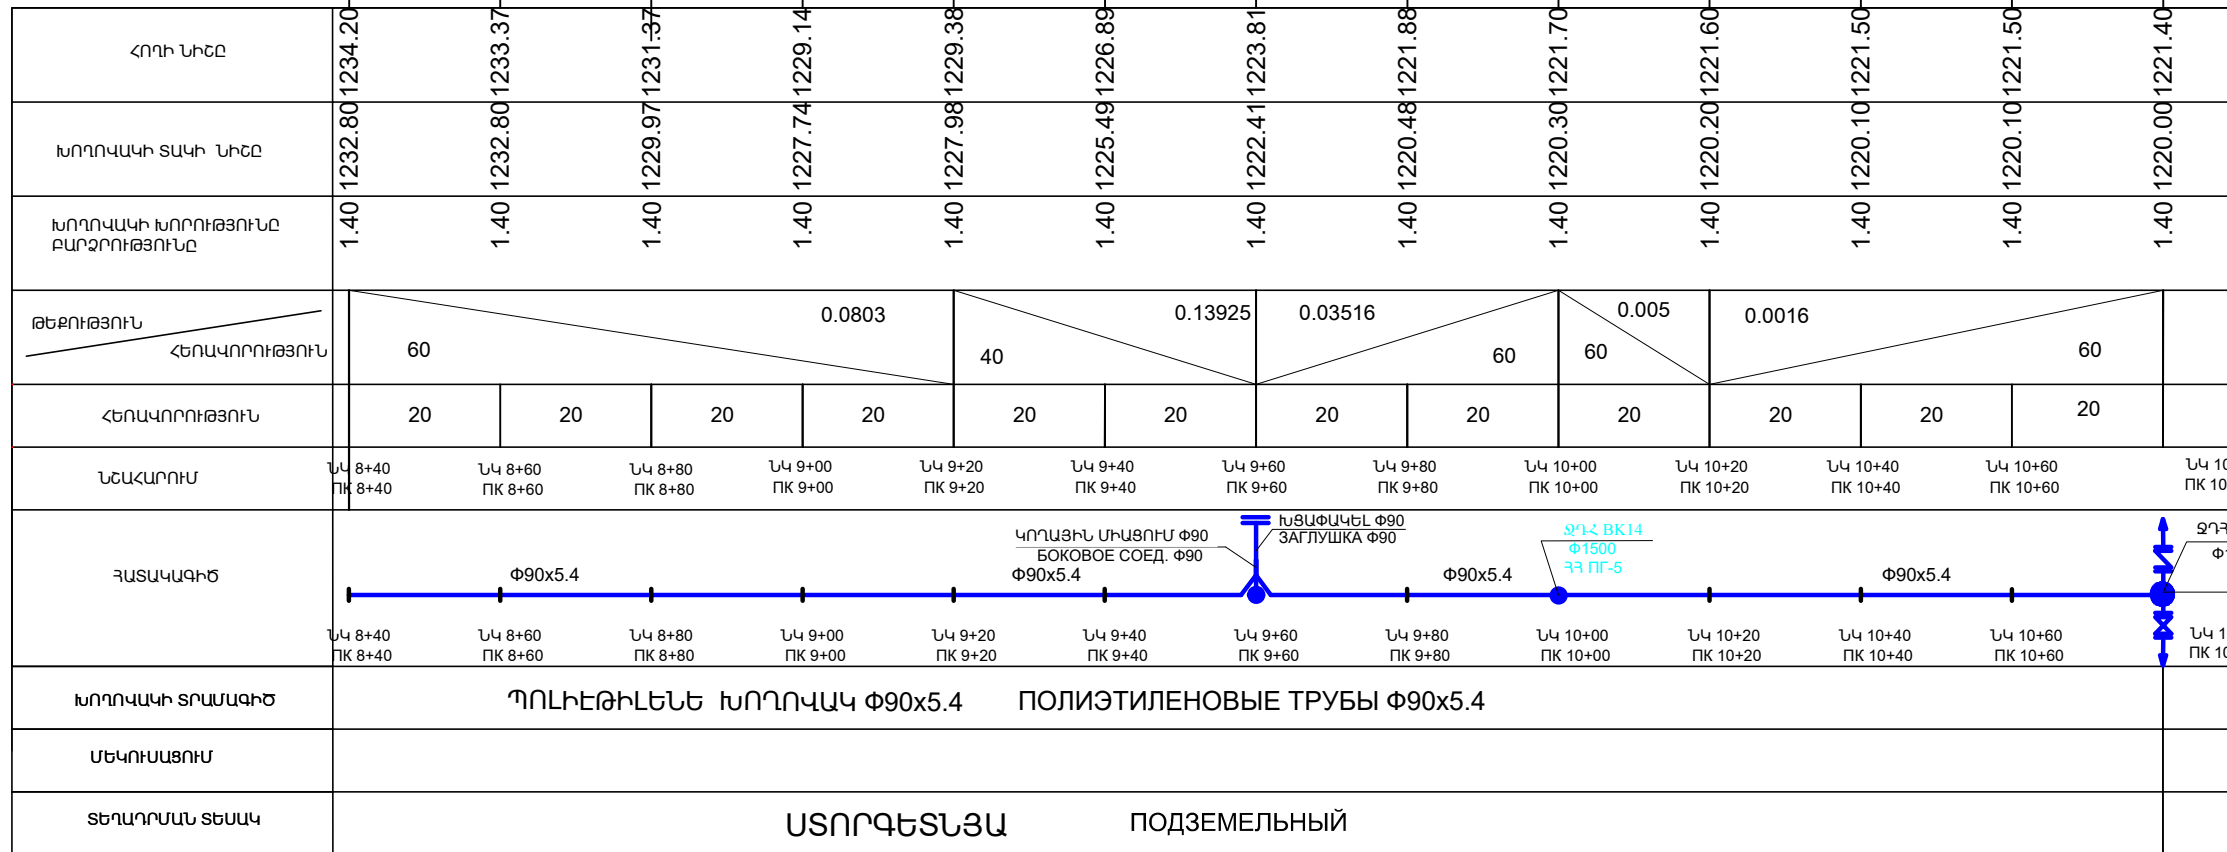 ՀՈՂԻ ՆԻՇԸ 1234.20 1233.37 1231.37 1229.14 1229.38 1226.89 1223.81 1221.88 1221.70 1221.60 1221.50 1221.50 1221.40
ԽՈՂՈՎԱԿԻ ՏԱԿԻ ՆԻՇԸ 1232.80 1232.80 1229.97 1227.74 1227.98 1225.49 1222.41 1220.48 1220.30 1220.20 1220.10 1220.10 1220.00
ԽՈՂՈՎԱԿԻ ԽՈՐՈՒԹՅՈՒՆԸ
ԲԱՐՁՐՈՒԹՅՈՒՆԸ
1.40 1.40 1.40 1.40 1.40 1.40 1.40 1.40 1.40 1.40 1.40 1.40 1.40
ԹԵՔՈՒԹՅՈՒՆ 0.0803 0.13925 0.03516 0.005 0.0016
ՀԵՌԱՎՈՐՈՒԹՅՈՒՆ 60 40 60 60 60
ՀԵՌԱՎՈՐՈՒԹՅՈՒՆ 20 20 20 20 20 20 20 20 20 20 20 20
ՆՇԱՀԱՐՈՒՄ
ՆԿ 8+40 ՆԿ 8+60 ՆԿ 8+80 ՆԿ 9+00 ՆԿ 9+20 ՆԿ 9+40 ՆԿ 9+60 ՆԿ 9+80 ՆԿ 10+00 ՆԿ 10+20 ՆԿ 10+40 ՆԿ 10+60 ՆԿ
ПК 8+40 ПК 8+60 ПК 8+80 ПК 9+00 ПК 9+20 ПК 9+40 ПК 9+60 ПК 9+80 ПК 10+00 ПК 10+20 ПК 10+40 ПК 10+60 ПК 10
ՀԱՏԱԿԱԳԻԾ
ԿՈՂԱՅԻՆ ՄԻԱՑՈՒՄ Φ90
БОКОВОЕ СОЕД. Φ90
ԽՑԱՓԱԿԵԼ Φ90
ЗАГЛУШКА Φ90
ՋԴՀ ВК14
Φ1500
ՀՀ ПГ-5
Φ90x5.4 Φ90x5.4 Φ90x5.4 Φ90x5.4
ՆԿ 8+40 ՆԿ 8+60 ՆԿ 8+80 ՆԿ 9+00 ՆԿ 9+20 ՆԿ 9+40 ՆԿ 9+60 ՆԿ 9+80 ՆԿ 10+00 ՆԿ 10+20 ՆԿ 10+40 ՆԿ 10+60 ՆԿ
ПК 8+40 ПК 8+60 ПК 8+80 ПК 9+00 ПК 9+20 ПК 9+40 ПК 9+60 ПК 9+80 ПК 10+00 ПК 10+20 ПК 10+40 ПК 10+60 ПК 10
ԽՈՂՈՎԱԿԻ ՏՐԱՄԱԳԻԾ ՊՈԼԻԷԹԻԼԵՆԵ ԽՈՂՈՎԱԿ Φ90x5.4 ПОЛИЭТИЛЕНОВЫЕ ТРУБЫ Φ90x5.4
ՄԵԿՈՒՍԱՑՈՒՄ
ՏԵՂԱԴՐՄԱՆ ՏԵՍԱԿ ՍՏՈՐԳԵՏՆՅԱ ПОДЗЕМЕЛЬНЫЙ